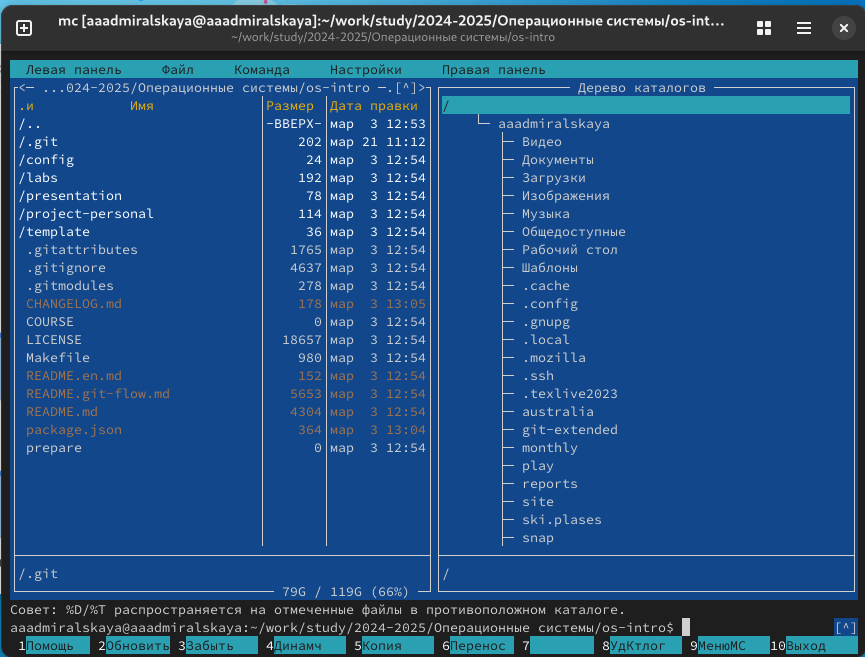 mc [aaadmiralskaya@aaadmiralskaya]:~/work/study/2024-2025/Операционные системы/os-int...
~/work/study/2024-2025/Операционные системы/os-intro
Левая панель Файл Команда Настройки Правая панель
<— ...024-2025/Операционные системы/os-intro —.[^]>
.и Имя Размер Дата правки
/.. -ВВЕРХ- мар 3 12:53
/.git 202 мар 21 11:12
/config 24 мар 3 12:54
/labs 192 мар 3 12:54
/presentation 78 мар 3 12:54
/project-personal 114 мар 3 12:54
/template 36 мар 3 12:54
.gitattributes 1765 мар 3 12:54
.gitignore 4637 мар 3 12:54
.gitmodules 278 мар 3 12:54
CHANGELOG.md 178 мар 3 13:05
COURSE 0 мар 3 12:54
LICENSE 18657 мар 3 12:54
Makefile 980 мар 3 12:54
README.en.md 152 мар 3 12:54
README.git-flow.md 5653 мар 3 12:54
README.md 4304 мар 3 12:54
package.json 364 мар 3 13:04
prepare 0 мар 3 12:54
/.git
79G / 119G (66%)
Дерево каталогов
/
aaadmiralskaya
Видео
Документы
Загрузки
Изображения
Музыка
Общедоступные
Рабочий стол
Шаблоны
.cache
.config
.gnupg
.local
.mozilla
.ssh
.texlive2023
australia
git-extended
monthly
play
reports
site
ski.plases
snap
/
Совет: %D/%T распространяется на отмеченные файлы в противоположном каталоге.
aaadmiralskaya@aaadmiralskaya:~/work/study/2024-2025/Операционные системы/os-intro$ [^]
1Помощь 2Обновить 3Забыть 4Динамч 5Копия 6Перенос 7 8УдКтлог 9МенюMC 10Выход